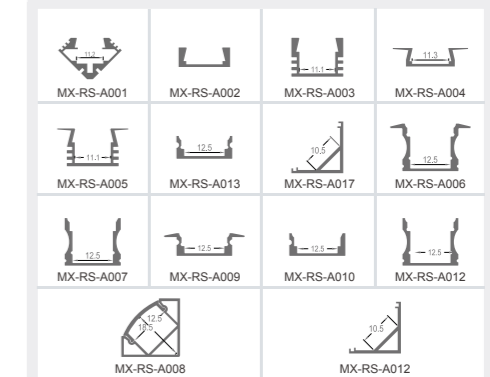 11.2
MX-RS-A001
MX-RS-A002
11.1
MX-RS-A003
11.3
MX-RS-A004
11.1
MX-RS-A005
12.5
MX-RS-A013
10.5
MX-RS-A017
12.5
MX-RS-A006
12.5
MX-RS-A007
12.5
MX-RS-A009
12.5
MX-RS-A010
12.5
MX-RS-A012
12.5
18.5
MX-RS-A008
10.5
MX-RS-A012